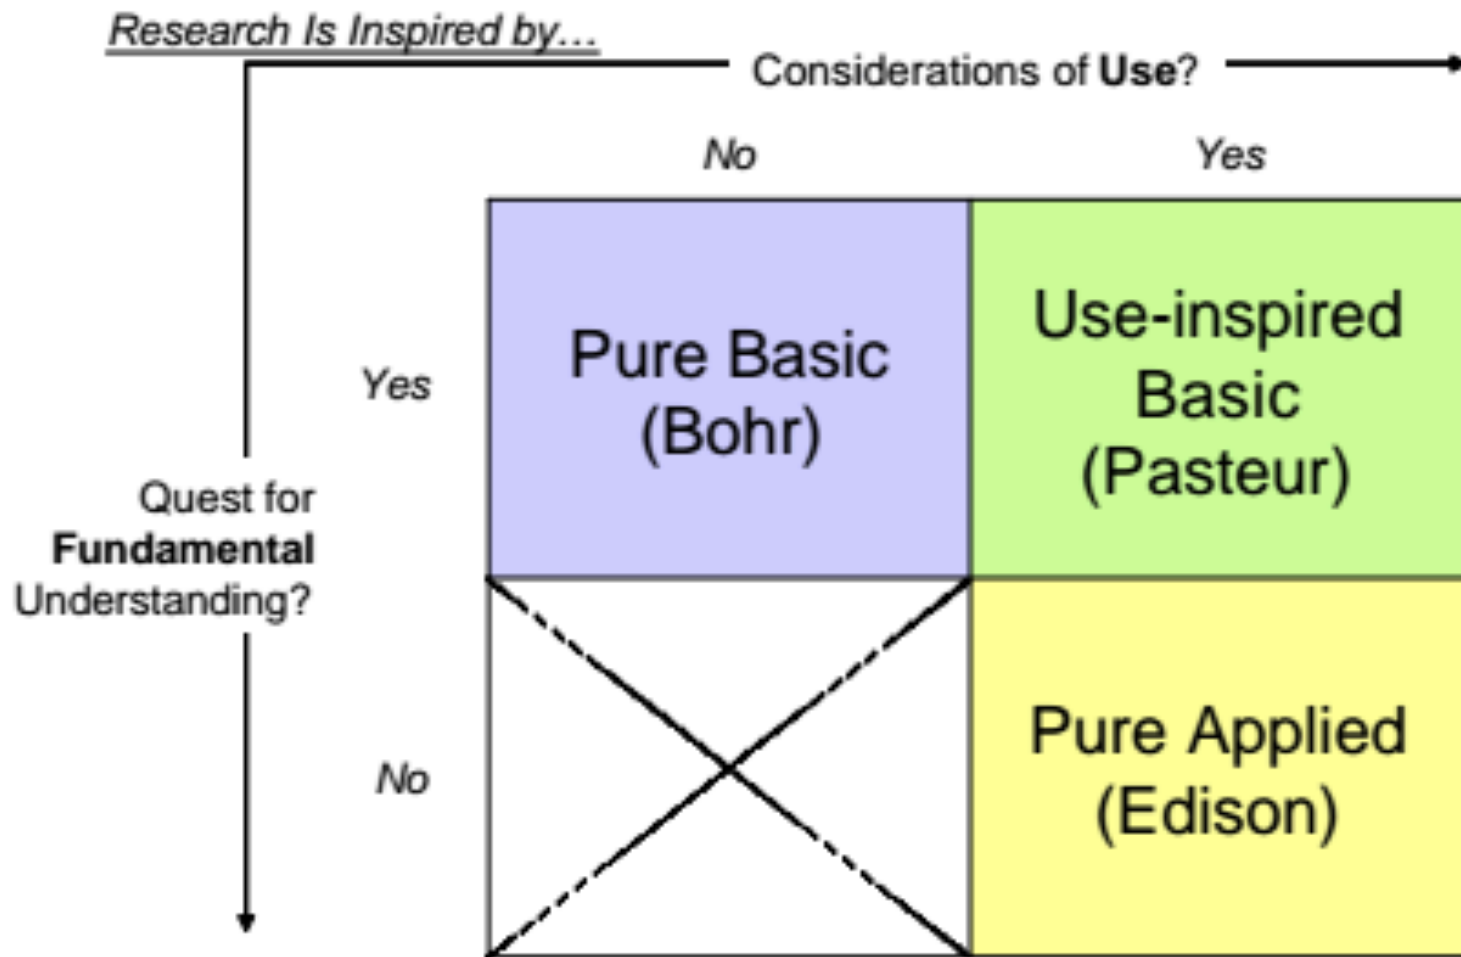 Research Is Inspired by...
Considerations of Use?
No
Yes
Yes
Pure Basic
(Bohr)
Use-inspired
Basic
(Pasteur)
Quest for
Fundamental
Understanding?
No
Pure Applied
(Edison)